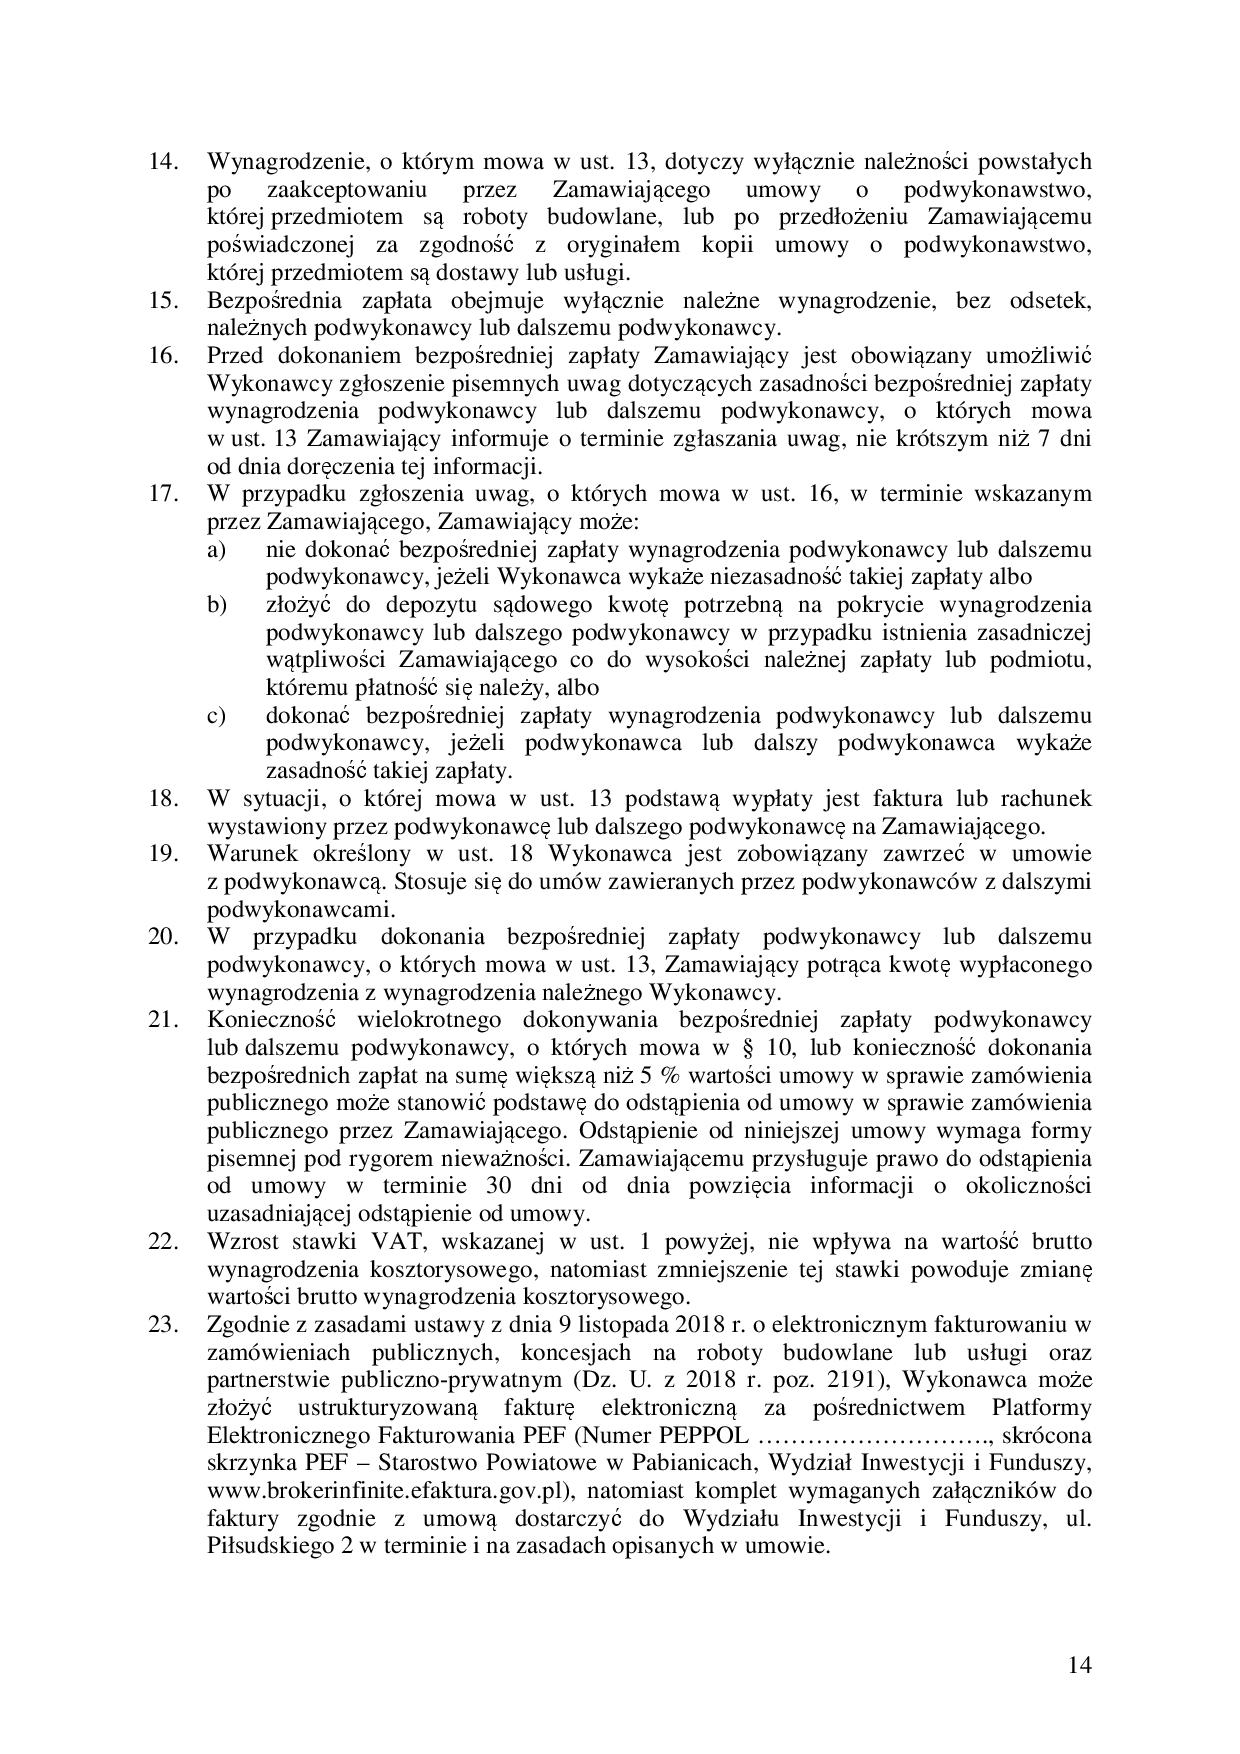 14. Wynagrodzenie, o którym mowa w ust. 13, dotyczy wyłącznie należności powstałych
po zaakceptowaniu przez Zamawiającego umowy o podwykonawstwo,
której przedmiotem są roboty budowlane, lub po przedłożeniu Zamawiającemu
poświadczonej za zgodność z oryginałem kopii umowy o podwykonawstwo,
której przedmiotem są dostawy lub usługi.
15. Bezpośrednia zapłata obejmuje wyłącznie należne wynagrodzenie, bez odsetek,
należnych podwykonawcy lub dalszemu podwykonawcy.
16. Przed dokonaniem bezpośredniej zapłaty Zamawiający jest obowiązany umożliwić
Wykonawcy zgłoszenie pisemnych uwag dotyczących zasadności bezpośredniej zapłaty
wynagrodzenia podwykonawcy lub dalszemu podwykonawcy, o których mowa
w ust. 13 Zamawiający informuje o terminie zgłaszania uwag, nie krótszym niż 7 dni
od dnia doręczenia tej informacji.
17. W przypadku zgłoszenia uwag, o których mowa w ust. 16, w terminie wskazanym
przez Zamawiającego, Zamawiający może:
a) nie dokonać bezpośredniej zapłaty wynagrodzenia podwykonawcy lub dalszemu
podwykonawcy, jeżeli Wykonawca wykaże niezasadność takiej zapłaty albo
b) złożyć do depozytu sądowego kwotę potrzebną na pokrycie wynagrodzenia
podwykonawcy lub dalszego podwykonawcy w przypadku istnienia zasadniczej
wątpliwości Zamawiającego co do wysokości należnej zapłaty lub podmiotu,
któremu płatność się należy, albo
c) dokonać bezpośredniej zapłaty wynagrodzenia podwykonawcy lub dalszemu
podwykonawcy, jeżeli podwykonawca lub dalszy podwykonawca wykaże
zasadność takiej zapłaty.
18. W sytuacji, o której mowa w ust. 13 podstawą wypłaty jest faktura lub rachunek
wystawiony przez podwykonawcę lub dalszego podwykonawcę na Zamawiającego.
19. Warunek określony w ust. 18 Wykonawca jest zobowiązany zawrzeć w umowie
z podwykonawcą. Stosuje się do umów zawieranych przez podwykonawców z dalszymi
podwykonawcami.
20. W przypadku dokonania bezpośredniej zapłaty podwykonawcy lub dalszemu
podwykonawcy, o których mowa w ust. 13, Zamawiający potrąca kwotę wypłaconego
wynagrodzenia z wynagrodzenia należnego Wykonawcy.
21. Konieczność wielokrotnego dokonywania bezpośredniej zapłaty podwykonawcy
lub dalszemu podwykonawcy, o których mowa w § 10, lub konieczność dokonania
bezpośrednich zapłat na sumę większą niż 5 % wartości umowy w sprawie zamówienia
publicznego może stanowić podstawę do odstąpienia od umowy w sprawie zamówienia
publicznego przez Zamawiającego. Odstąpienie od niniejszej umowy wymaga formy
pisemnej pod rygorem nieważności. Zamawiającemu przysługuje prawo do odstąpienia
od umowy w terminie 30 dni od dnia powzięcia informacji o okoliczności
uzasadniającej odstąpienie od umowy.
22. Wzrost stawki VAT, wskazanej w ust. 1 powyżej, nie wpływa na wartość brutto
wynagrodzenia kosztorysowego, natomiast zmniejszenie tej stawki powoduje zmianę
wartości brutto wynagrodzenia kosztorysowego.
23. Zgodnie z zasadami ustawy z dnia 9 listopada 2018 r. o elektronicznym fakturowaniu w
zamówieniach publicznych, koncesjach na roboty budowlane lub usługi oraz
partnerstwie publiczno-prywatnym (Dz. U. z 2018 r. poz. 2191), Wykonawca może
złożyć ustrukturyzowaną fakturę elektroniczną za pośrednictwem Platformy
Elektronicznego Fakturowania PEF (Numer PEPPOL ………………………., skrócona
skrzynka PEF – Starostwo Powiatowe w Pabianicach, Wydział Inwestycji i Funduszy,
www.brokerinfinite.efaktura.gov.pl), natomiast komplet wymaganych załączników do
faktury zgodnie z umową dostarczyć do Wydziału Inwestycji i Funduszy, ul.
Piłsudskiego 2 w terminie i na zasadach opisanych w umowie.
14